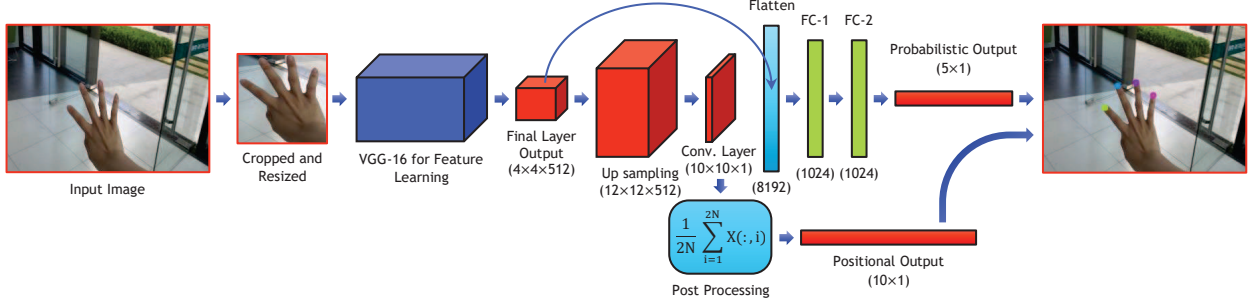 Input Image
Cropped and
Resized
VGG-16 for Feature
Learning
Final Layer
Output
(4×4×512)
Up sampling
(12×12×512)
Conv. Layer
(10×10×1)
Flatten
(8192)
FC-1
(1024)
FC-2
(1024)
Probabilistic Output
(5×1)
1/2N ∑ i=1 2N X(:,i)
Post Processing
Positional Output
(10×1)